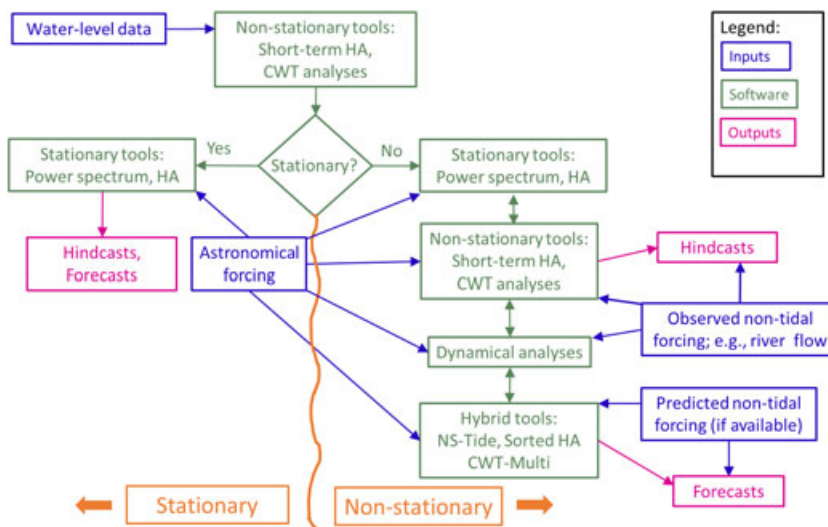 Water-level data
Non-stationary tools:
Short-term HA,
CWT analyses
Legend:
Inputs
Software
Outputs
Yes
Stationary?
No
Stationary tools:
Power spectrum, HA
Stationary tools:
Power spectrum, HA
Hindcasts,
Forecasts
Astronomical
forcing
Non-stationary tools:
Short-term HA,
CWT analyses
Hindcasts
Observed non-tidal
forcing; e.g., river flow
Dynamical analyses
Hybrid tools:
NS-Tide, Sorted HA
CWT-Multi
Predicted non-tidal
forcing (if available)
Forecasts
Stationary
Non-stationary